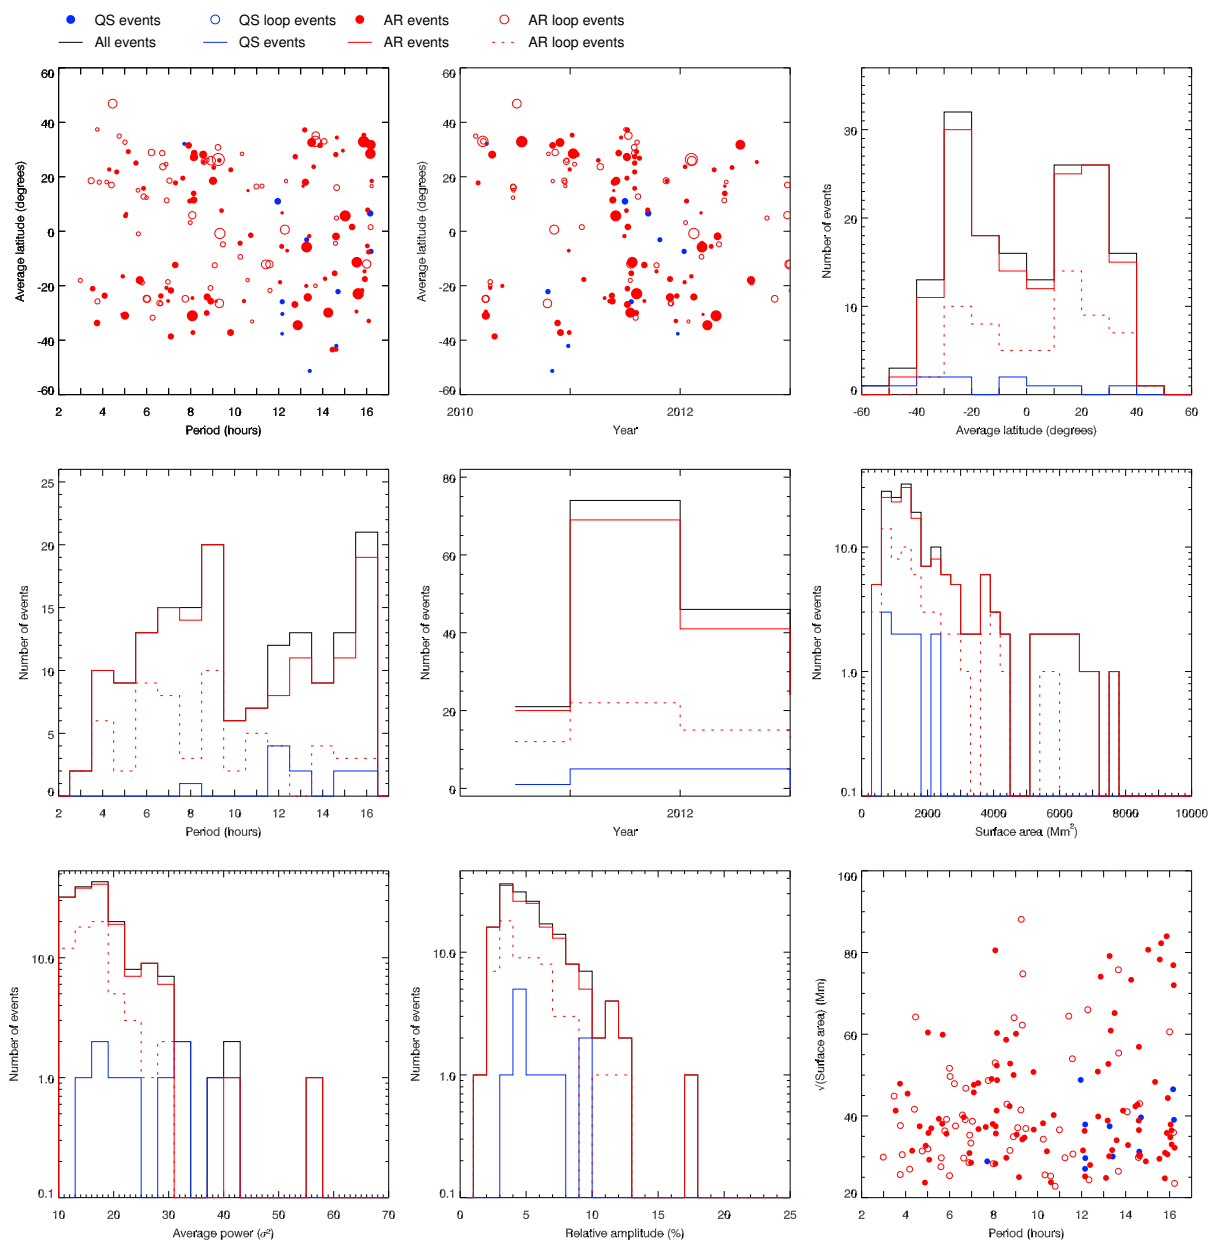 QS events QS loop events AR events AR loop events
All events QS events AR events AR loop events
60
40
20
0
-20
-40
-60
Average latitude (degrees)
2 4 6 8 10 12 14 16
Period (hours)
60
40
20
0
-20
-40
-60
Average latitude (degrees)
2010 2012
Year
30
20
10
0
Number of events
-60 -40 -20 0 20 40 60
Average latitude (degrees)
25
20
15
10
5
0
Number of events
2 4 6 8 10 12 14 16
Period (hours)
80
60
40
20
0
Number of events
2012
Year
10.0
1.0
0.1
Number of events
0 2000 4000 6000 8000 10000
Surface area (Mm²)
10.0
1.0
0.1
Number of events
10 20 30 40 50 60 70
Average power (σ²)
10.0
1.0
0.1
Number of events
0 5 10 15 20 25
Relative amplitude (%)
100
80
60
40
20
√(Surface area) (Mm)
2 4 6 8 10 12 14 16
Period (hours)